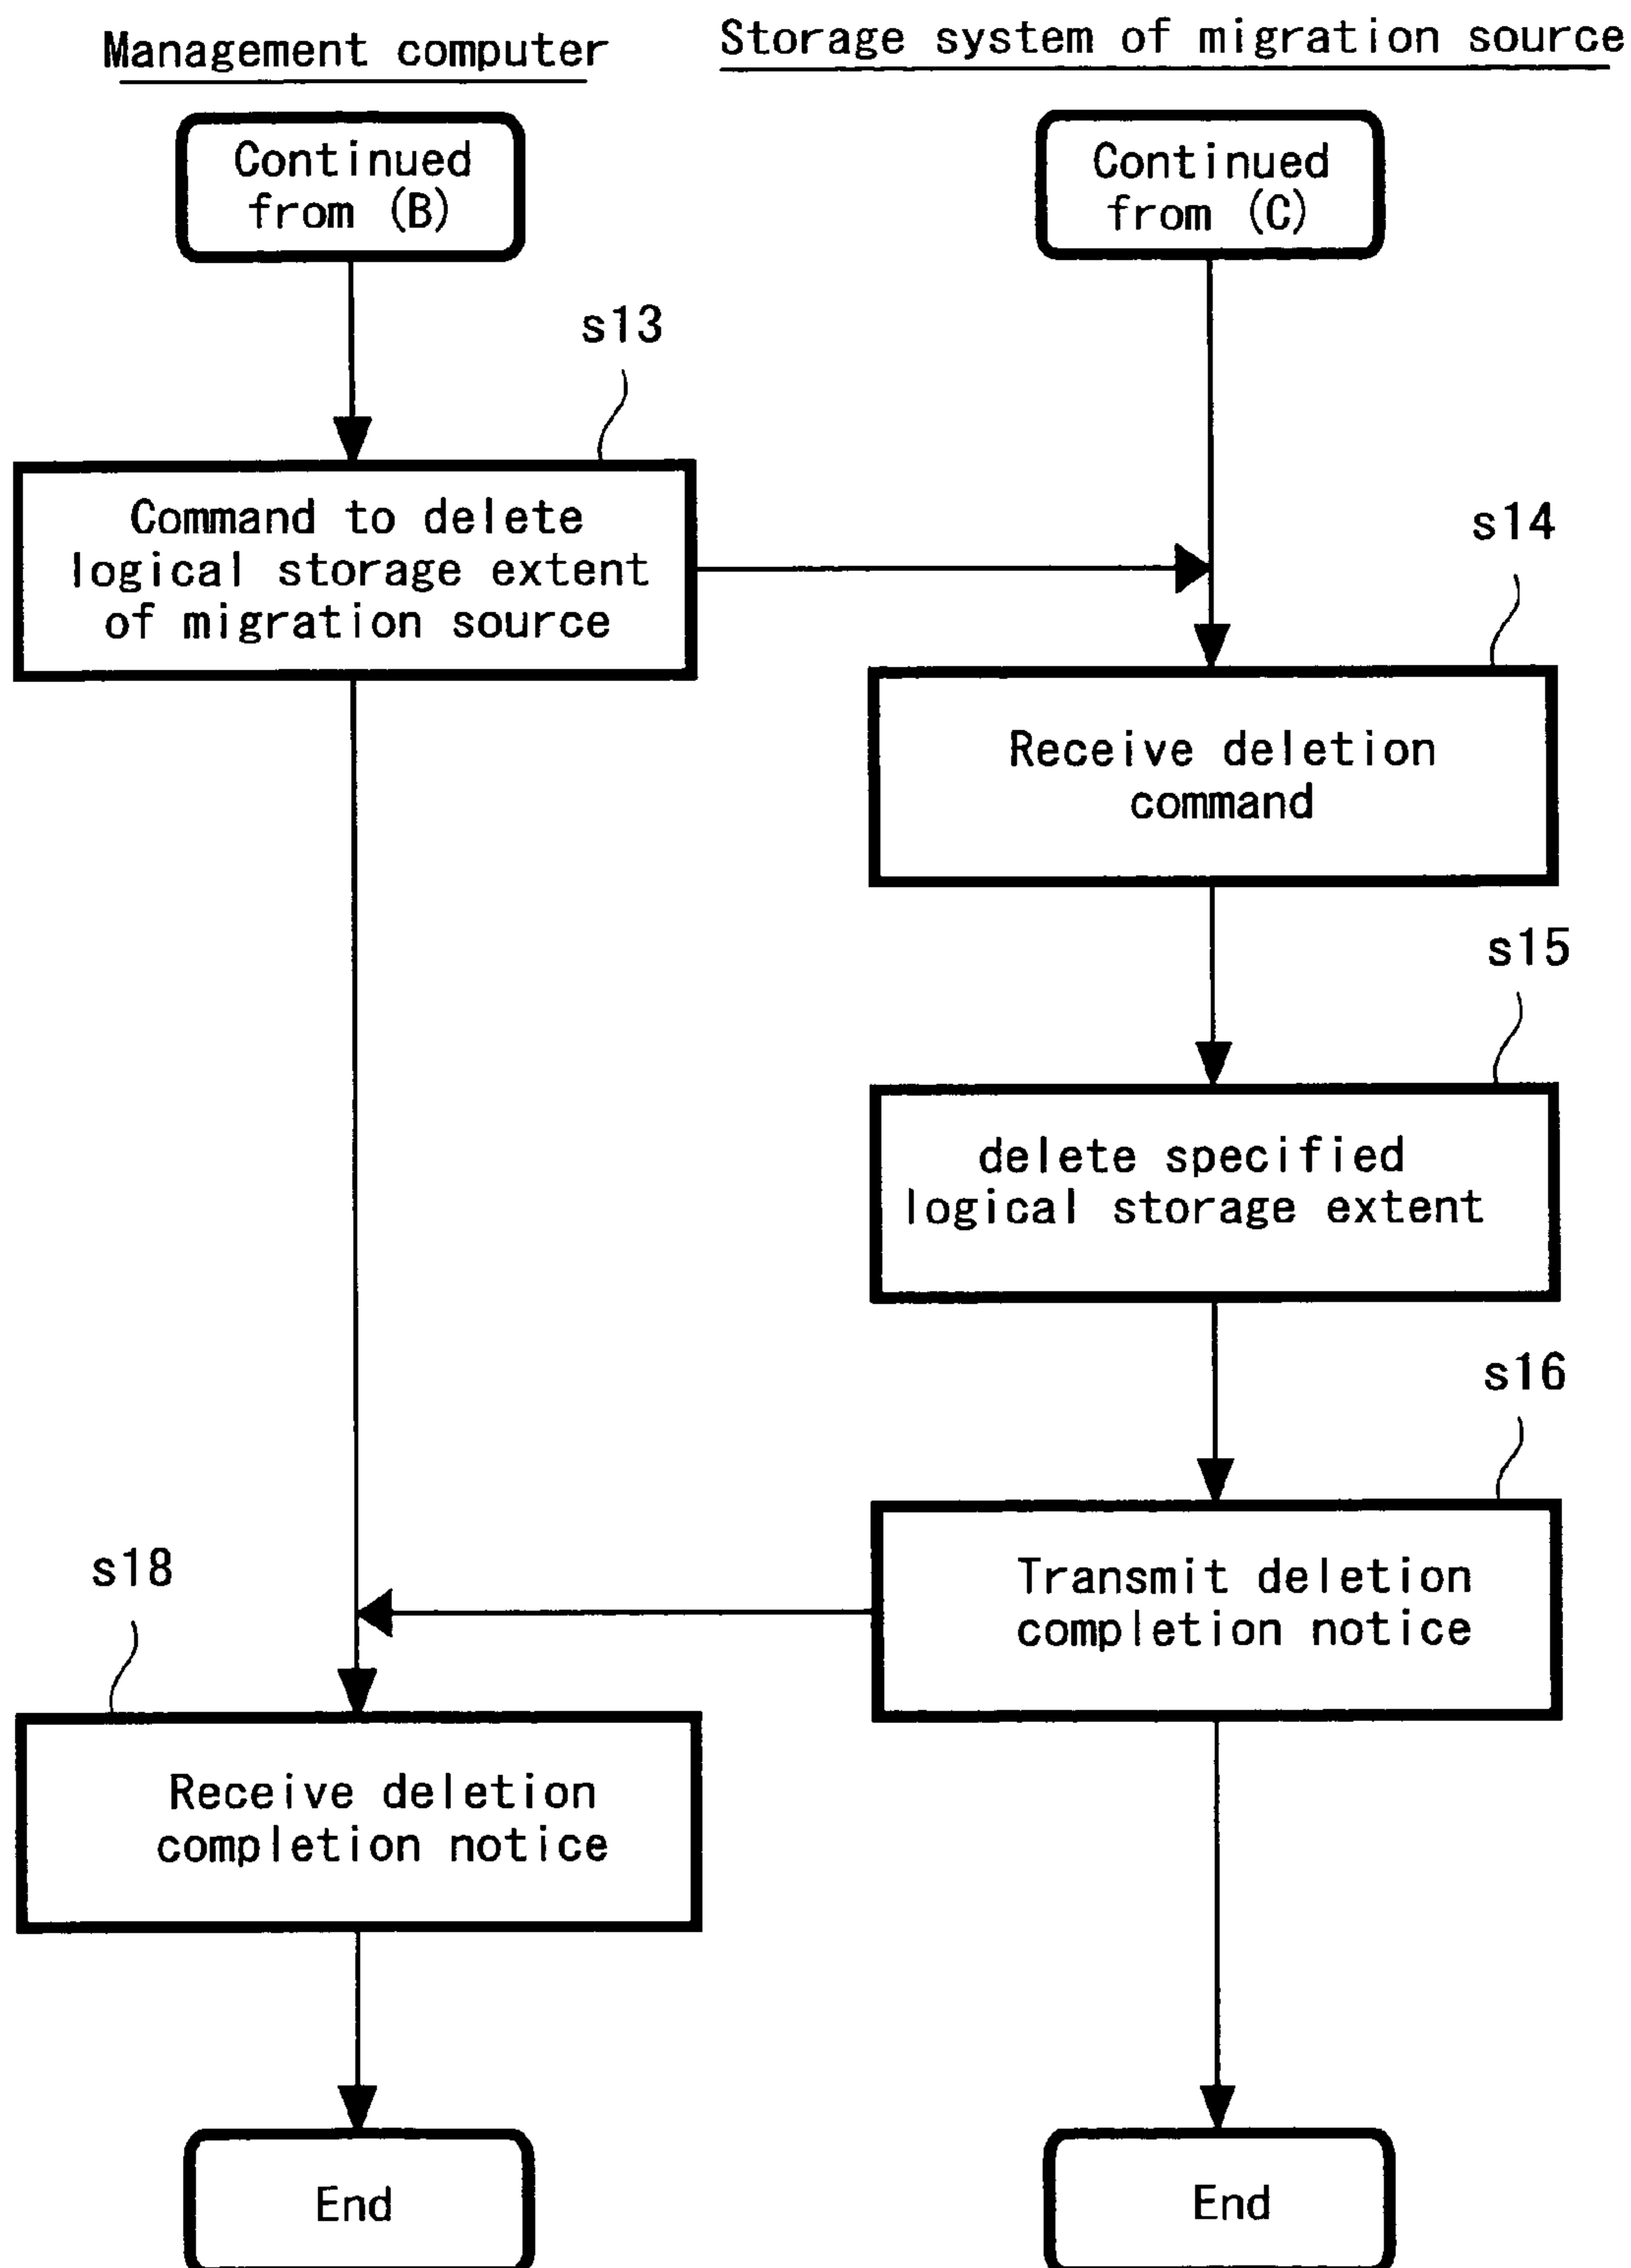 Management computer
Storage system of migration source
Continued
from (B)
Continued
from (C)
s13
Command to delete
logical storage extent
of migration source
s14
Receive deletion
command
s15
delete specified
logical storage extent
s16
Transmit deletion
completion notice
s18
Receive deletion
completion notice
End
End